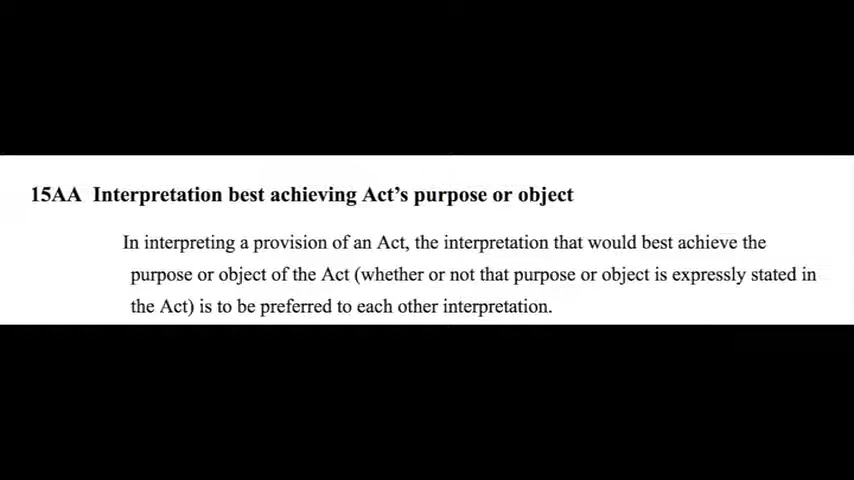 15AA Interpretation best achieving Act's purpose or object
In interpreting a provision of an Act, the interpretation that would best achieve the
purpose or object of the Act (whether or not that purpose or object is expressly stated in
the Act) is to be preferred to each other interpretation.